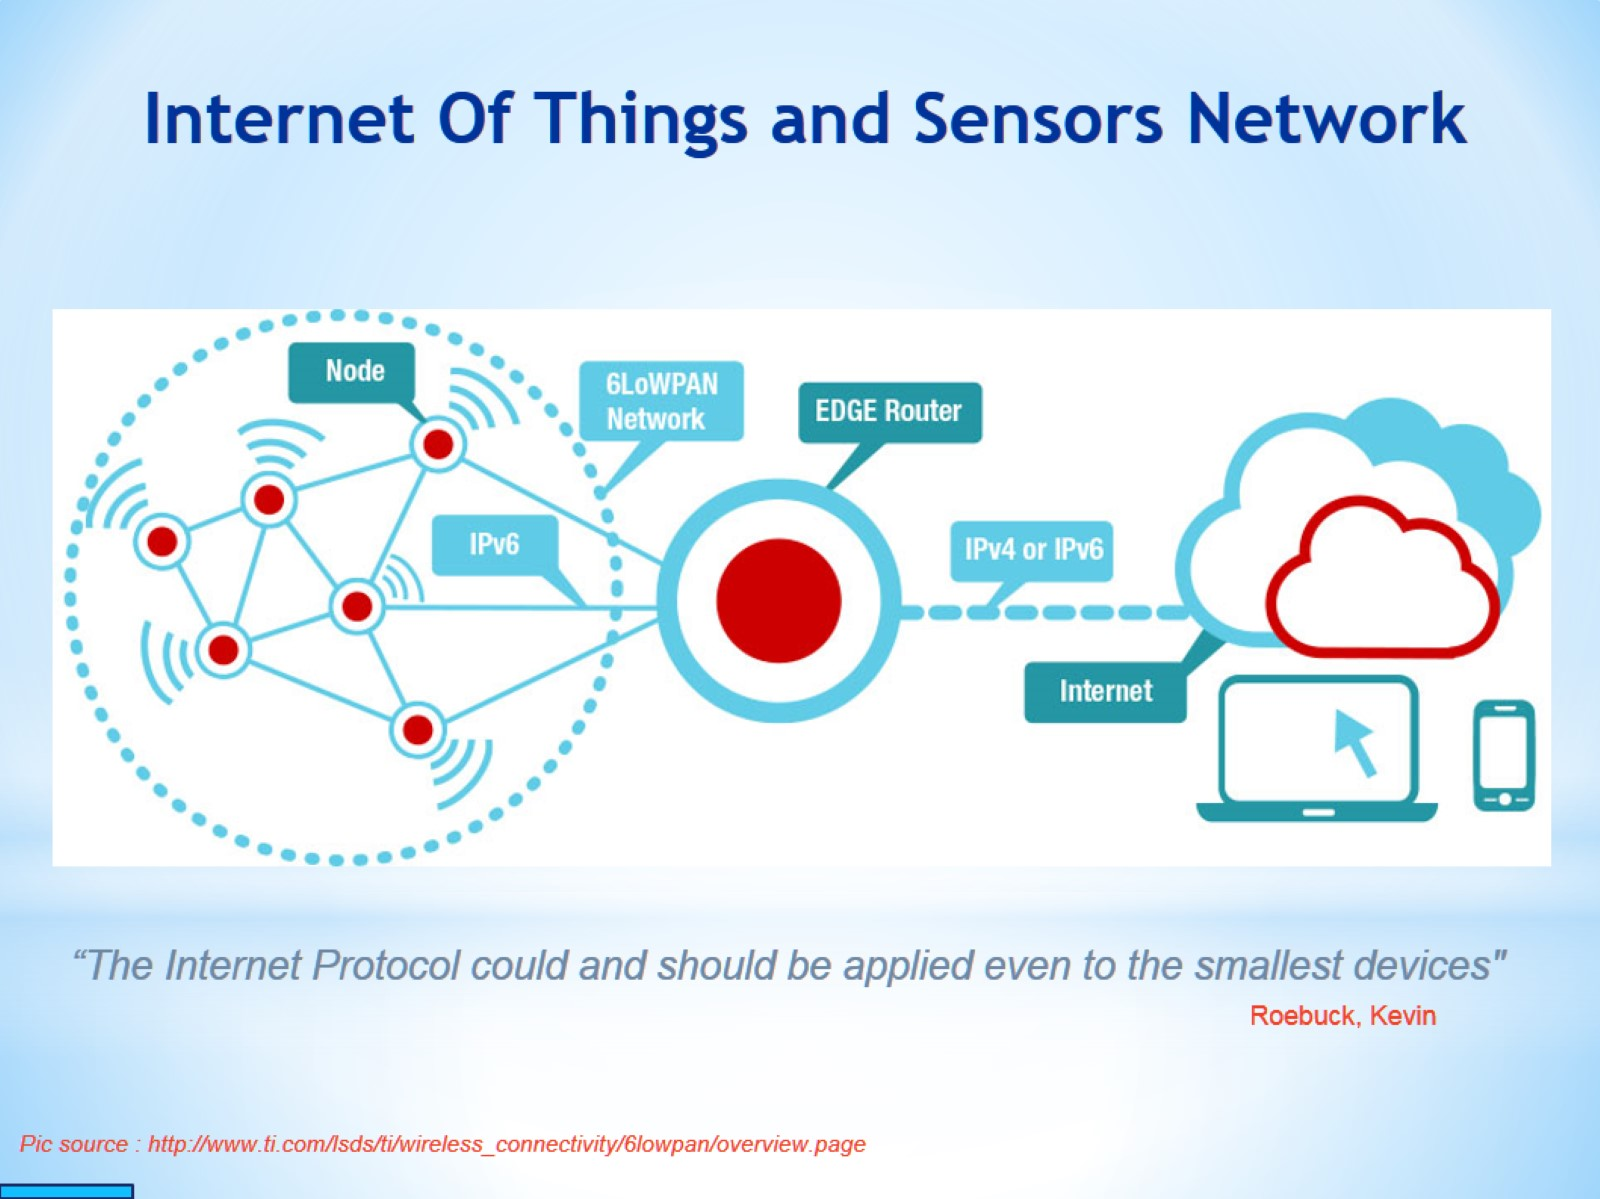 Internet Of Things and Sensors Network
Node
6LoWPAN
Network
EDGE Router
IPv6
IPv4 or IPv6
Internet
“The Internet Protocol could and should be applied even to the smallest devices"
Roebuck, Kevin
Pic source : http://www.ti.com/lsds/ti/wireless_connectivity/6lowpan/overview.page